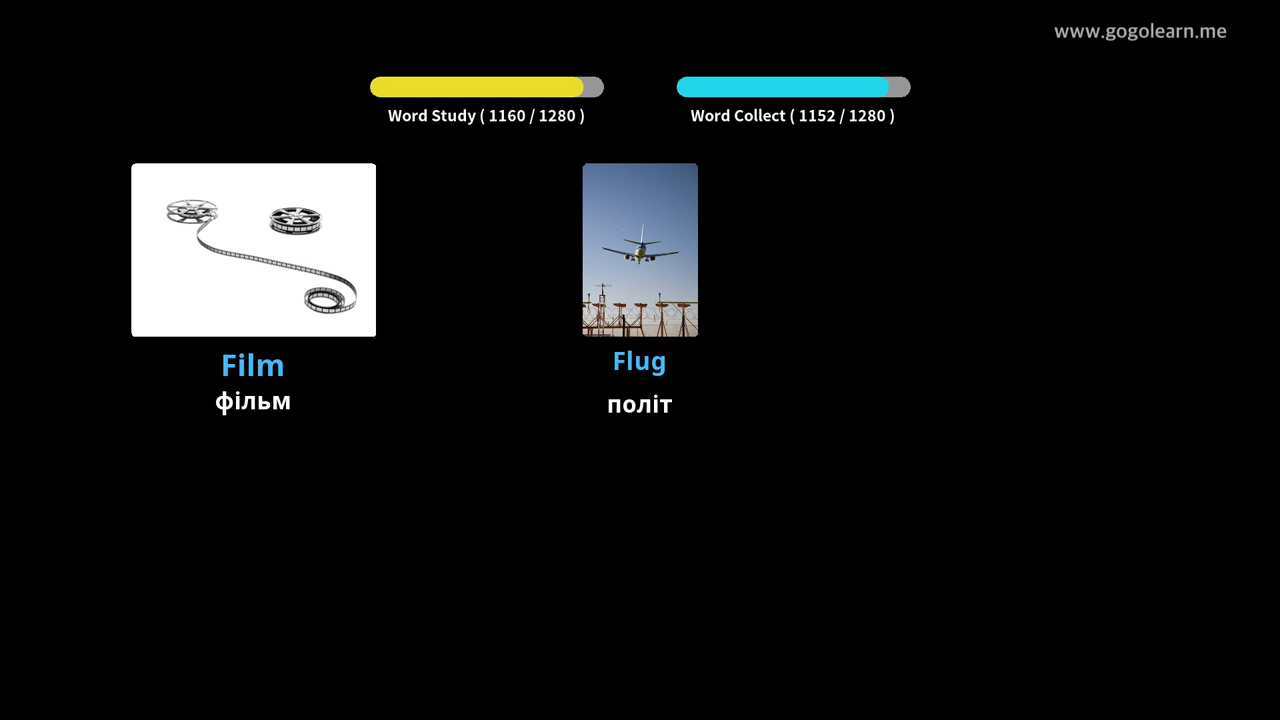 www.gogolearn.me
Word Study ( 1160 / 1280 )
Word Collect ( 1152 / 1280 )
Film
фільм
Flug
політ